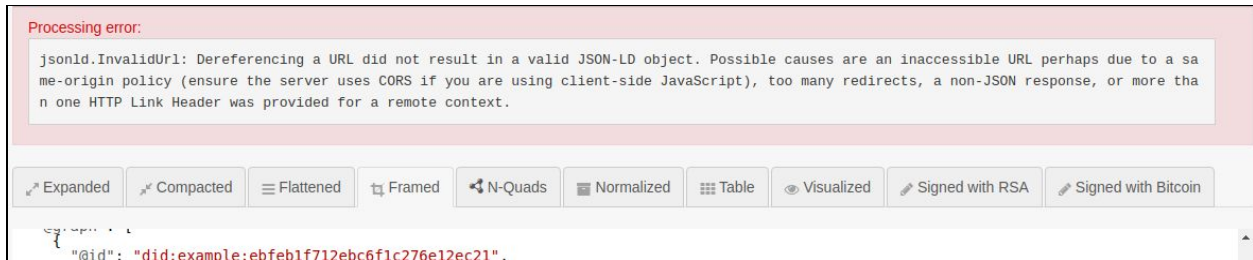 Processing error:
jsonld.InvalidUrl: Dereferencing a URL did not result in a valid JSON-LD object. Possible causes are an inaccessible URL perhaps due to a sa
me-origin policy (ensure the server uses CORS if you are using client-side JavaScript), too many redirects, a non-JSON response, or more tha
n one HTTP Link Header was provided for a remote context.
Expanded Compacted Flattened Framed N-Quads Normalized Table Visualized Signed with RSA Signed with Bitcoin
"@graph": [
{
"@id": "did:example:ebfeb1f712ebc6f1c276e12ec21",